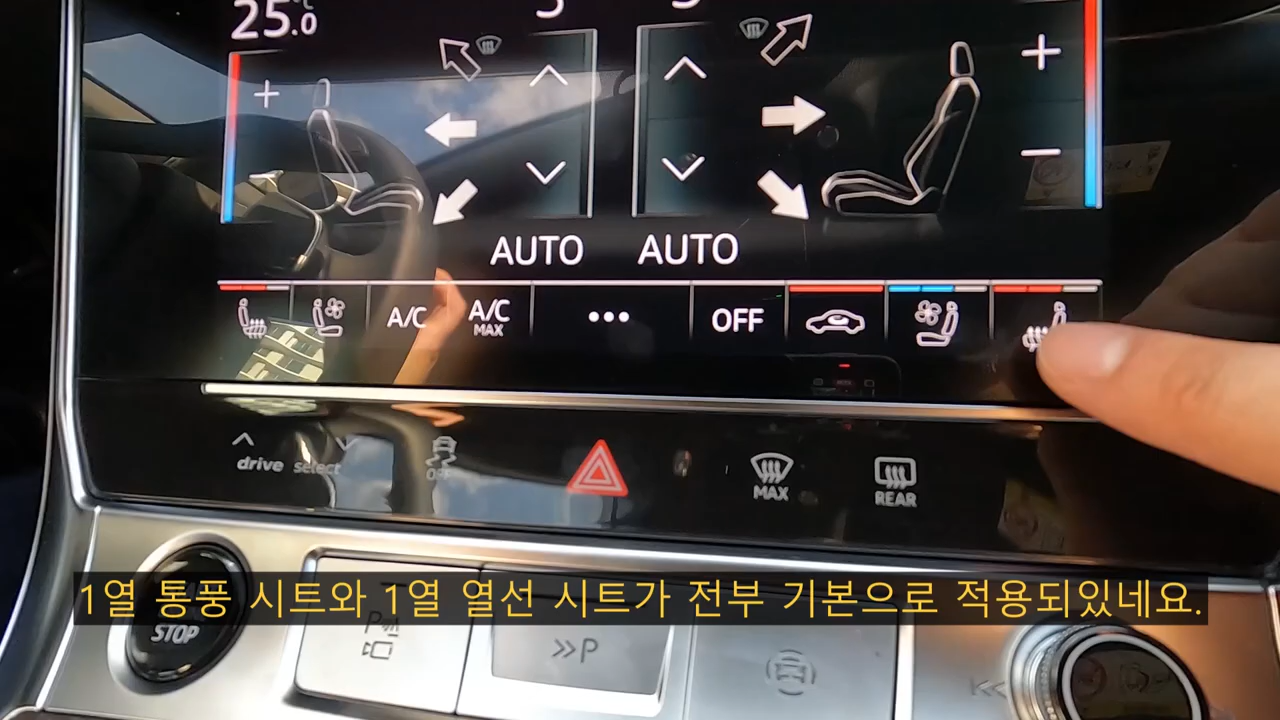 25.0
AUTO AUTO
A/C A/C MAX ••• OFF
drive select OFF MAX REAR
1열 통풍 시트와 1열 열선 시트가 전부 기본으로 적용되있네요.
STOP
>>P